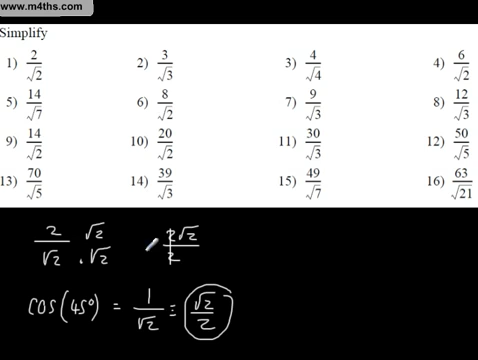 www.m4ths.com
Simplify
1) 2/√2 2) 3/√3 3) 4/√4 4) 6/√2
5) 14/√7 6) 8/√2 7) 9/√3 8) 12/√3
9) 14/√2 10) 20/√2 11) 30/√3 12) 50/√5
13) 70/√5 14) 39/√3 15) 49/√7 16) 63/√21
2/√2 . √2/√2 2√2/2
cos(45°) = 1/√2 ≡ √2/2